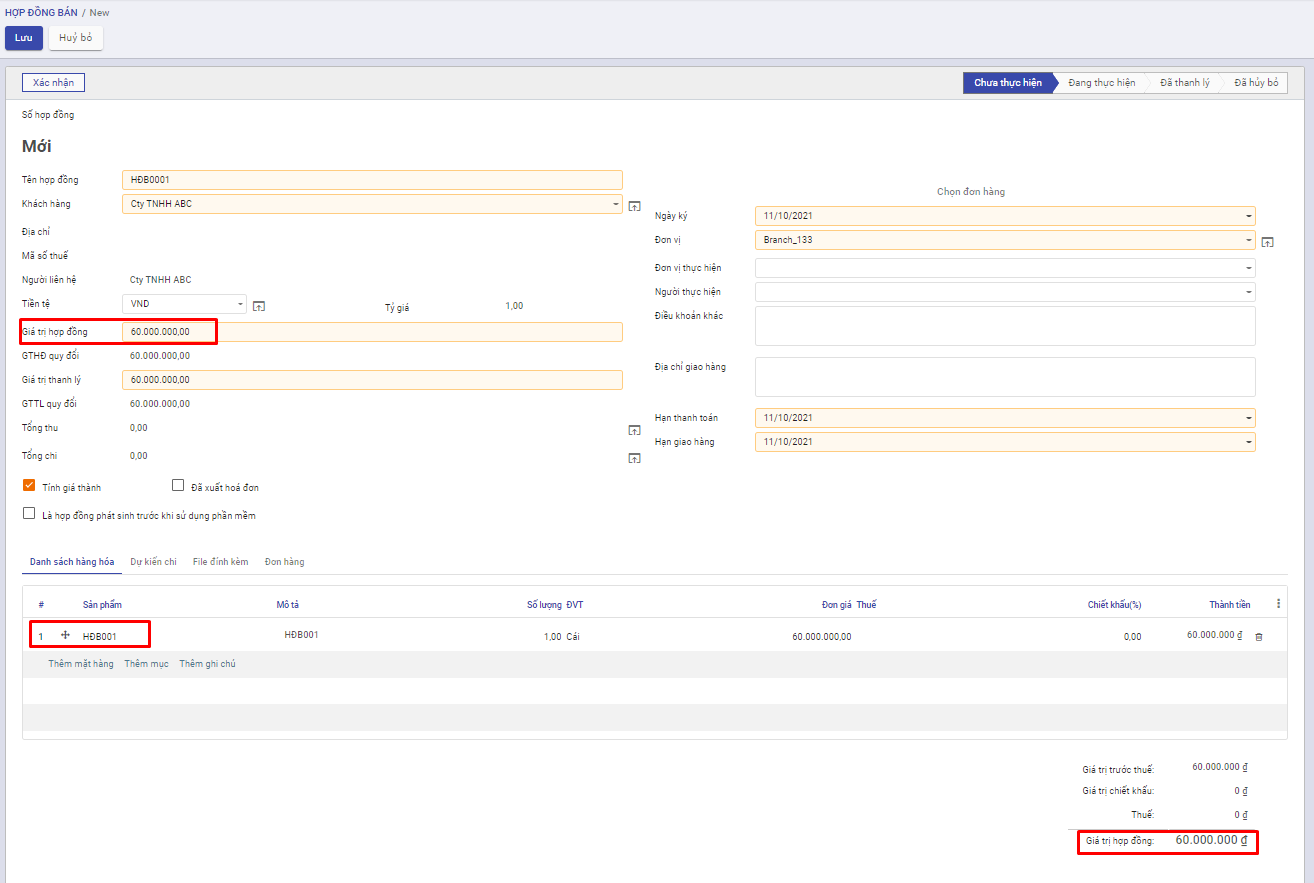 HỢP ĐỒNG BÁN / New
Lưu Huỷ bỏ
Xác nhận Chưa thực hiện Đang thực hiện Đã thanh lý Đã hủy bỏ
Số hợp đồng
Mới
Tên hợp đồng HĐB0001
Khách hàng Cty TNHH ABC
Địa chỉ
Mã số thuế
Người liên hệ Cty TNHH ABC
Tiền tệ VND Tỷ giá 1,00
Giá trị hợp đồng 60.000.000,00
GTHĐ quy đổi 60.000.000,00
Giá trị thanh lý 60.000.000,00
GTTL quy đổi 60.000.000,00
Tổng thu 0,00
Tổng chi 0,00
Chọn đơn hàng
Ngày ký 11/10/2021
Đơn vị Branch_133
Đơn vị thực hiện
Người thực hiện
Điều khoản khác
Địa chỉ giao hàng
Hạn thanh toán 11/10/2021
Hạn giao hàng 11/10/2021
Tính giá thành Đã xuất hoá đơn
Là hợp đồng phát sinh trước khi sử dụng phần mềm
Danh sách hàng hóa Dự kiến chi File đính kèm Đơn hàng
# Sản phẩm Mô tả Số lượng ĐVT Đơn giá Thuế Chiết khấu(%) Thành tiền
1 HĐB001 HĐB001 1,00 Cái 60.000.000,00 0,00 60.000.000 ₫
Thêm mặt hàng Thêm mục Thêm ghi chú
Giá trị trước thuế: 60.000.000 ₫
Giá trị chiết khấu: 0 ₫
Thuế: 0 ₫
Giá trị hợp đồng: 60.000.000 ₫